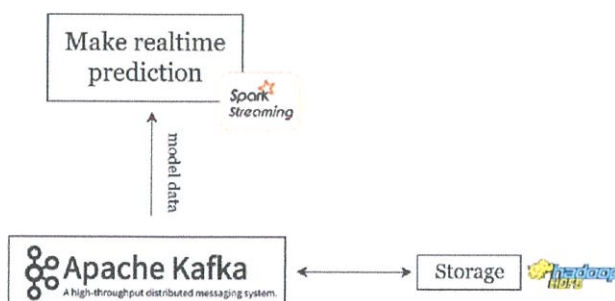 Make realtime
prediction
Spark
Streaming
model data
Apache Kafka
A high-throughput distributed messaging system.
Storage
hadoop
HDFS